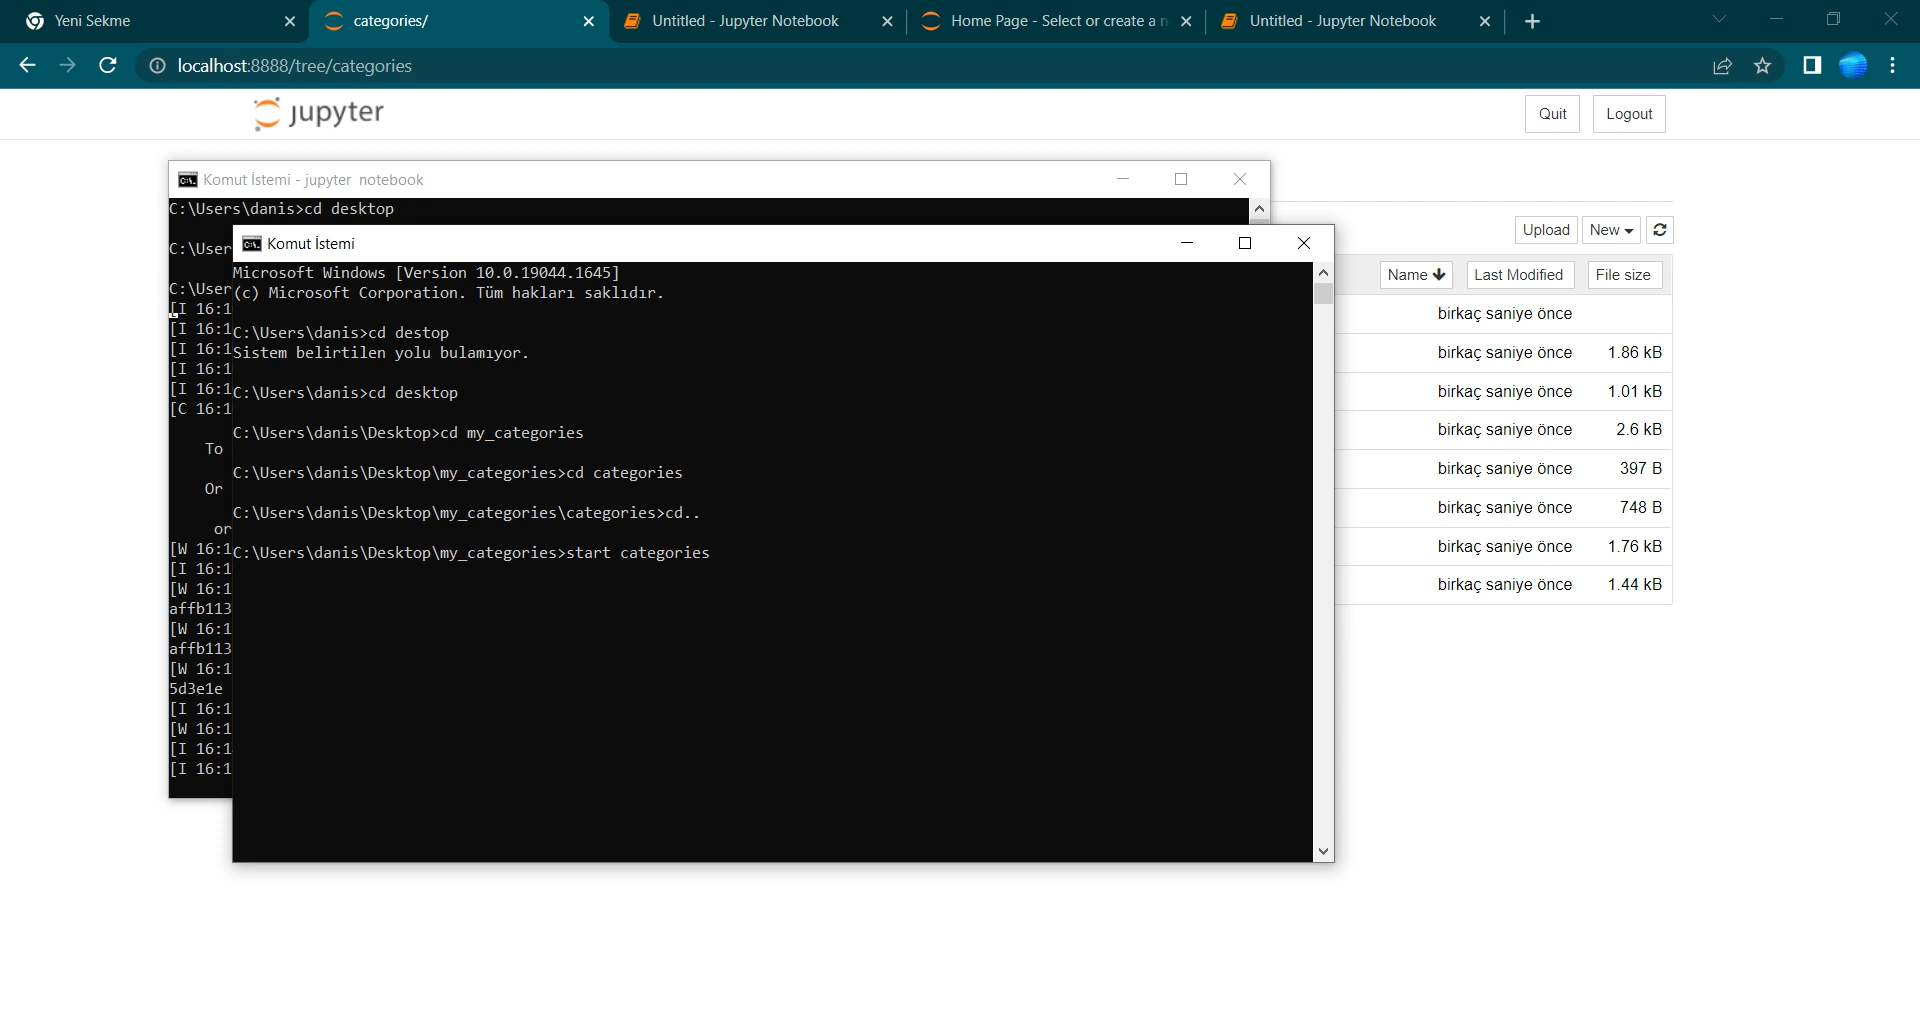 Yeni Sekme
categories/
Untitled - Jupyter Notebook
Home Page - Select or create a n
Untitled - Jupyter Notebook
localhost:8888/tree/categories
jupyter
Quit
Logout
Komut İstemi - jupyter notebook
C:\Users\danis>cd desktop
C:\User
C:\User
[I 16:1
[I 16:1
[I 16:1
[I 16:1
[I 16:1
[C 16:1
To
Or
or
[W 16:1
[I 16:1
[W 16:1
affb113
[W 16:1
affb113
[W 16:1
5d3e1e
[I 16:1
[W 16:1
[I 16:1
[I 16:1
Komut İstemi
Microsoft Windows [Version 10.0.19044.1645]
(c) Microsoft Corporation. Tüm hakları saklıdır.
C:\Users\danis>cd destop
Sistem belirtilen yolu bulamıyor.
C:\Users\danis>cd desktop
C:\Users\danis\Desktop>cd my_categories
C:\Users\danis\Desktop\my_categories>cd categories
C:\Users\danis\Desktop\my_categories\categories>cd..
C:\Users\danis\Desktop\my_categories>start categories
Upload
New
Name
Last Modified
File size
birkaç saniye önce
birkaç saniye önce 1.86 kB
birkaç saniye önce 1.01 kB
birkaç saniye önce 2.6 kB
birkaç saniye önce 397 B
birkaç saniye önce 748 B
birkaç saniye önce 1.76 kB
birkaç saniye önce 1.44 kB